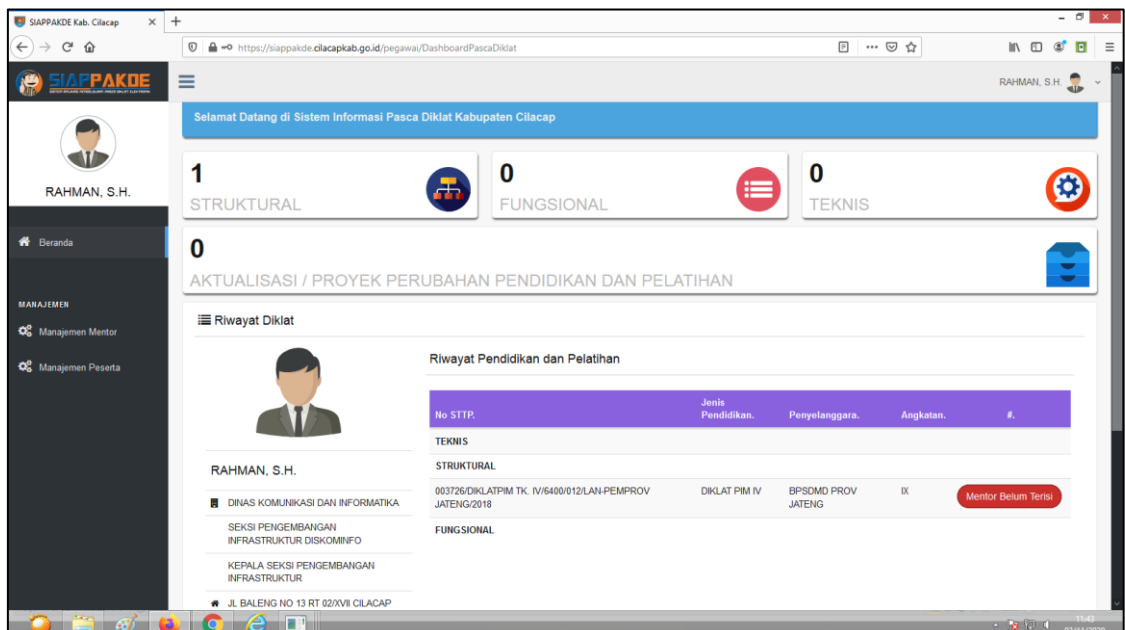 SIAPPAKDE Kab. Cilacap
https://siappakde.cilacapkab.go.id/pegawai/DashboardPascaDiklat
SIAPPAKDE
RAHMAN, S.H.
Selamat Datang di Sistem Informasi Pasca Diklat Kabupaten Cilacap
RAHMAN, S.H.
1
STRUKTURAL
0
FUNGSIONAL
0
TEKNIS
Beranda
0
AKTUALISASI / PROYEK PERUBAHAN PENDIDIKAN DAN PELATIHAN
MANAJEMEN
Manajemen Mentor
Manajemen Peserta
Riwayat Diklat
Riwayat Pendidikan dan Pelatihan
No STTP. Jenis Pendidikan. Penyelanggara. Angkatan. #.
TEKNIS
STRUKTURAL
003726/DIKLATPIM TK. IV/6400/012/LAN-PEMPROV DIKLAT PIM IV BPSDMD PROV IX Mentor Belum Terisi
JATENG/2018 JATENG
FUNGSIONAL
RAHMAN, S.H.
DINAS KOMUNIKASI DAN INFORMATIKA
SEKSI PENGEMBANGAN
INFRASTRUKTUR DISKOMINFO
KEPALA SEKSI PENGEMBANGAN
INFRASTRUKTUR
JL BALENG NO 13 RT 02/XVII CILACAP
11:43